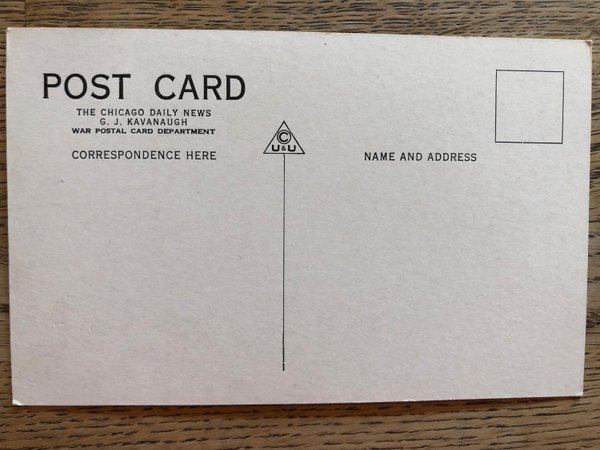 POST CARD
THE CHICAGO DAILY NEWS
G. J. KAVANAUGH
WAR POSTAL CARD DEPARTMENT
CORRESPONDENCE HERE
C
U&U
NAME AND ADDRESS